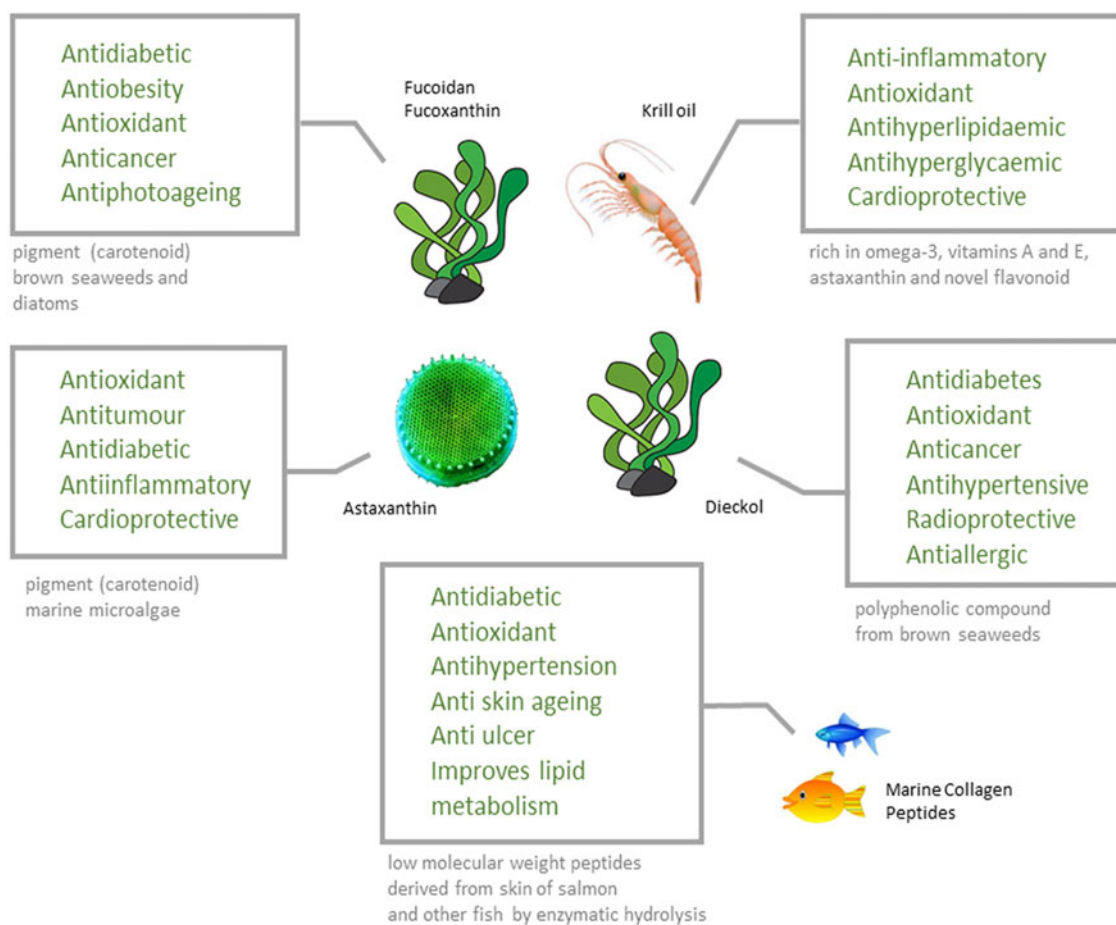 Antidiabetic
Antiobesity
Antioxidant
Anticancer
Antiphotoageing
pigment (carotenoid)
brown seaweeds and
diatoms
Fucoidan
Fucoxanthin
Krill oil
Anti-inflammatory
Antioxidant
Antihyperlipidaemic
Antihyperglycaemic
Cardioprotective
rich in omega-3, vitamins A and E,
astaxanthin and novel flavonoid
Antioxidant
Antitumour
Antidiabetic
Antiinflammatory
Cardioprotective
pigment (carotenoid)
marine microalgae
Astaxanthin
Dieckol
Antidiabetes
Antioxidant
Anticancer
Antihypertensive
Radioprotective
Antiallergic
polyphenolic compound
from brown seaweeds
Antidiabetic
Antioxidant
Antihypertension
Anti skin ageing
Anti ulcer
Improves lipid
metabolism
low molecular weight peptides
derived from skin of salmon
and other fish by enzymatic hydrolysis
Marine Collagen
Peptides